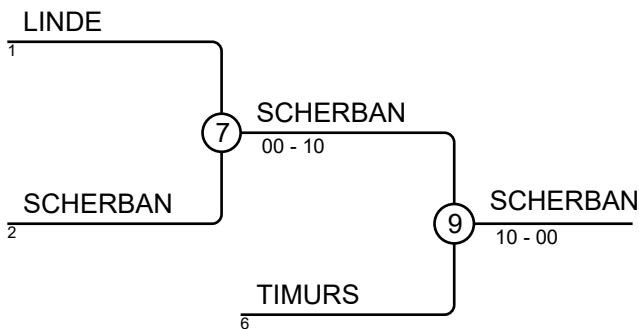 LINDE
1
7
SCHERBAN
00 - 10
SCHERBAN
2
9
SCHERBAN
10 - 00
TIMURS
6